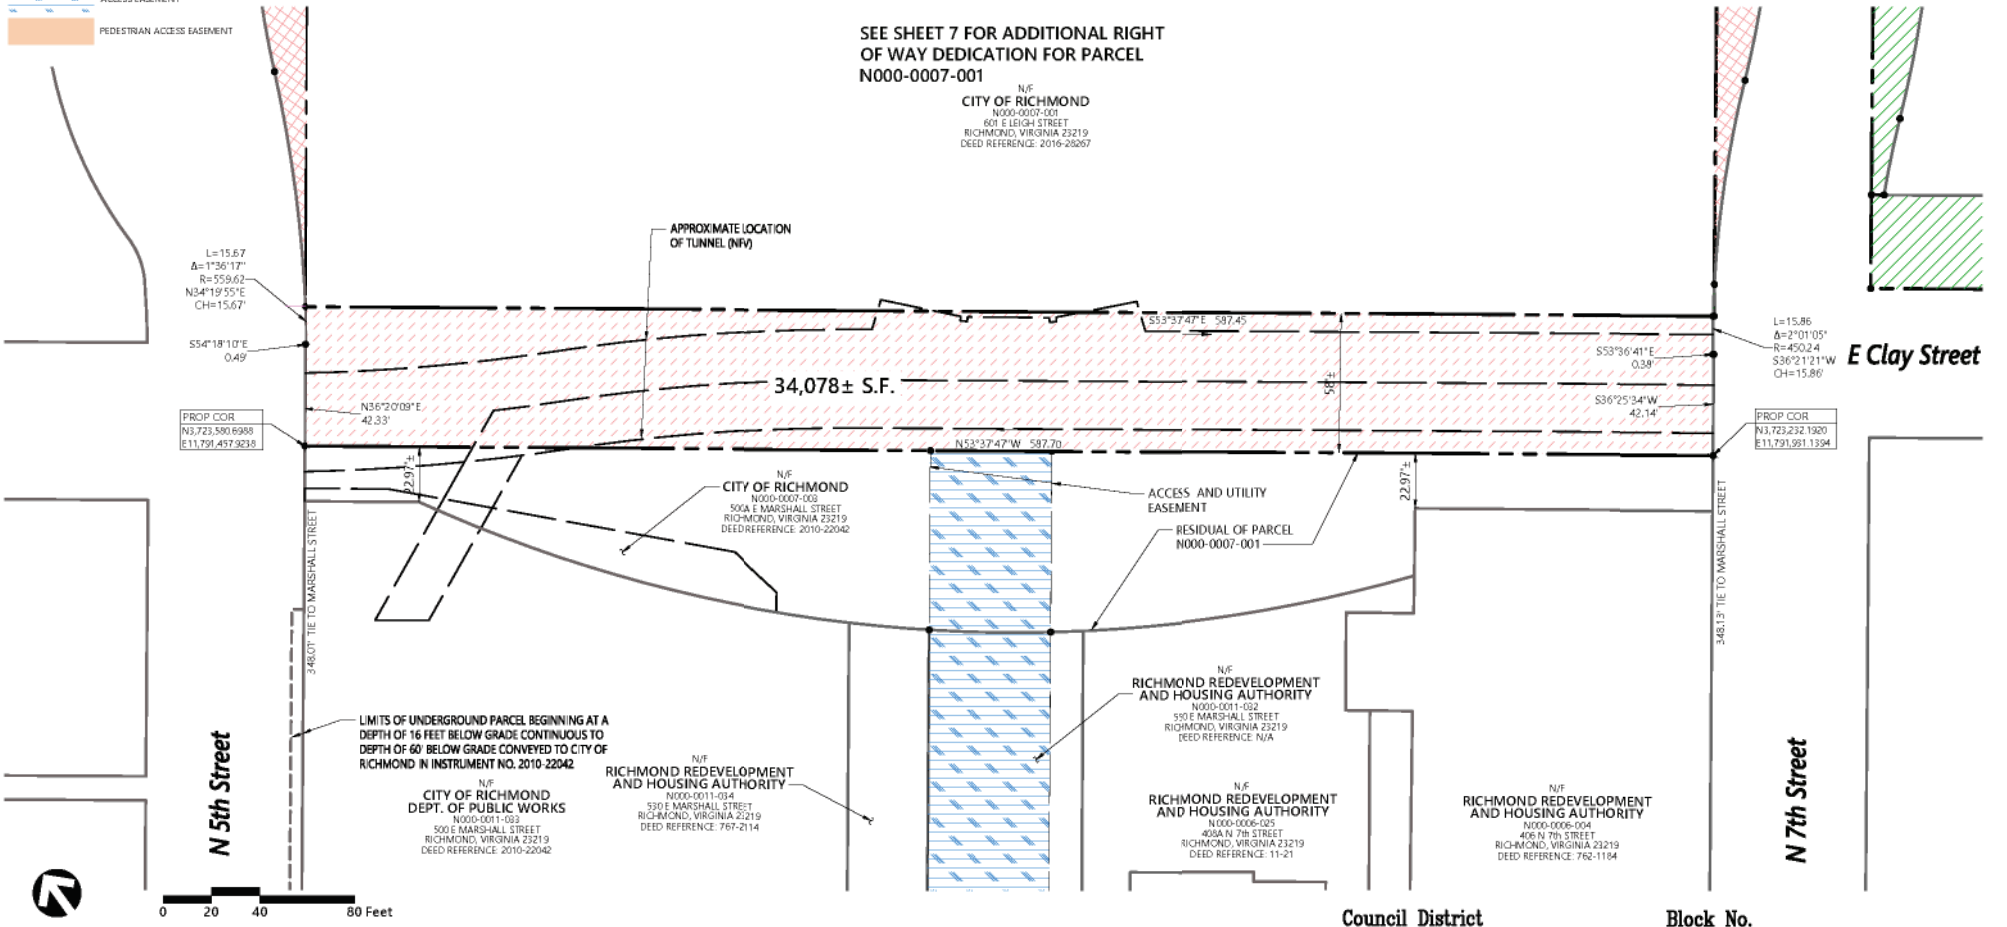 ACCESS EASEMENT
PEDESTRIAN ACCESS EASEMENT
SEE SHEET 7 FOR ADDITIONAL RIGHT
OF WAY DEDICATION FOR PARCEL
N000-0007-001
N/F
CITY OF RICHMOND
N000-0007-001
601 E LEIGH STREET
RICHMOND, VIRGINIA 23219
DEED REFERENCE: 2016-28267
APPROXIMATE LOCATION
OF TUNNEL (NFV)
L=15.67
Δ=1°36'17"
R=559.62
N34°19'55"E
CH=15.67'
S54°18'10"E
0.49'
N36°20'09"E
42.33'
PROP COR
N3,723,580.6988
E11,791,457.9238
34,078± S.F.
S53°37'47"E 587.45
58'±
S53°36'41"E
0.38'
S36°25'34"W
42.14'
L=15.86
Δ=2°01'05"
R=450.24
S36°21'21"W
CH=15.86'
E Clay Street
PROP COR
N3,723,232.1920
E11,791,931.1394
N53°37'47"W 587.70
22.97'±
22.97'±
N/F
CITY OF RICHMOND
N000-0007-003
500A E MARSHALL STREET
RICHMOND, VIRGINIA 23219
DEED REFERENCE: 2010-22042
ACCESS AND UTILITY
EASEMENT
RESIDUAL OF PARCEL
N000-0007-001
348.01' TIE TO MARSHALL STREET
348.13' TIE TO MARSHALL STREET
LIMITS OF UNDERGROUND PARCEL BEGINNING AT A
DEPTH OF 16 FEET BELOW GRADE CONTINUOUS TO
DEPTH OF 60' BELOW GRADE CONVEYED TO CITY OF
RICHMOND IN INSTRUMENT NO. 2010-22042
N/F
CITY OF RICHMOND
DEPT. OF PUBLIC WORKS
N000-0011-033
500 E MARSHALL STREET
RICHMOND, VIRGINIA 23219
DEED REFERENCE: 2010-22042
N/F
RICHMOND REDEVELOPMENT
AND HOUSING AUTHORITY
N000-0011-034
530 E MARSHALL STREET
RICHMOND, VIRGINIA 23219
DEED REFERENCE: 767-2114
N/F
RICHMOND REDEVELOPMENT
AND HOUSING AUTHORITY
N000-0011-032
550 E MARSHALL STREET
RICHMOND, VIRGINIA 23219
DEED REFERENCE: N/A
N/F
RICHMOND REDEVELOPMENT
AND HOUSING AUTHORITY
N000-0006-025
408A N 7th STREET
RICHMOND, VIRGINIA 23219
DEED REFERENCE: 11-21
N/F
RICHMOND REDEVELOPMENT
AND HOUSING AUTHORITY
N000-0006-004
406 N 7th STREET
RICHMOND, VIRGINIA 23219
DEED REFERENCE: 762-1184
N 5th Street
N 7th Street
0 20 40 80 Feet
Council District
Block No.